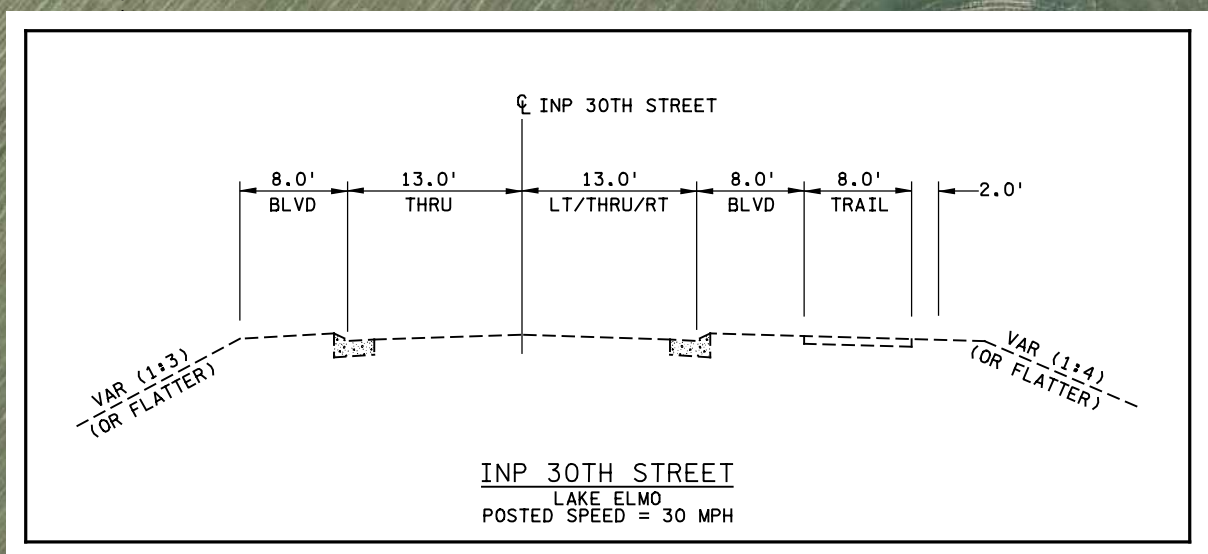 ℄ INP 30TH STREET
8.0' 13.0' 13.0' 8.0' 8.0' 2.0'
BLVD THRU LT/THRU/RT BLVD TRAIL
VAR (1:3)
(OR FLATTER)
VAR (1:4)
(OR FLATTER)
INP 30TH STREET
LAKE ELMO
POSTED SPEED = 30 MPH